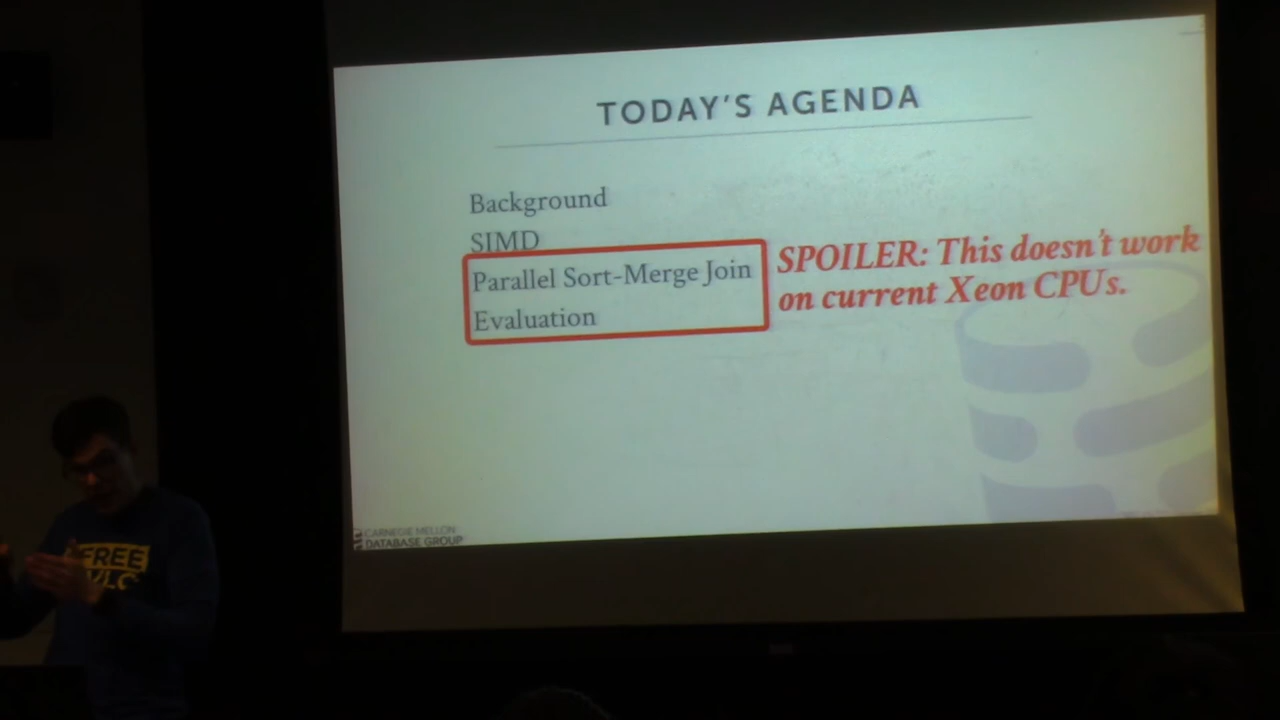 TODAY'S AGENDA
Background
SIMD
Parallel Sort-Merge Join
Evaluation
SPOILER: This doesn't work
on current Xeon CPUs.
CARNEGIE MELLON
DATABASE GROUP
FREE